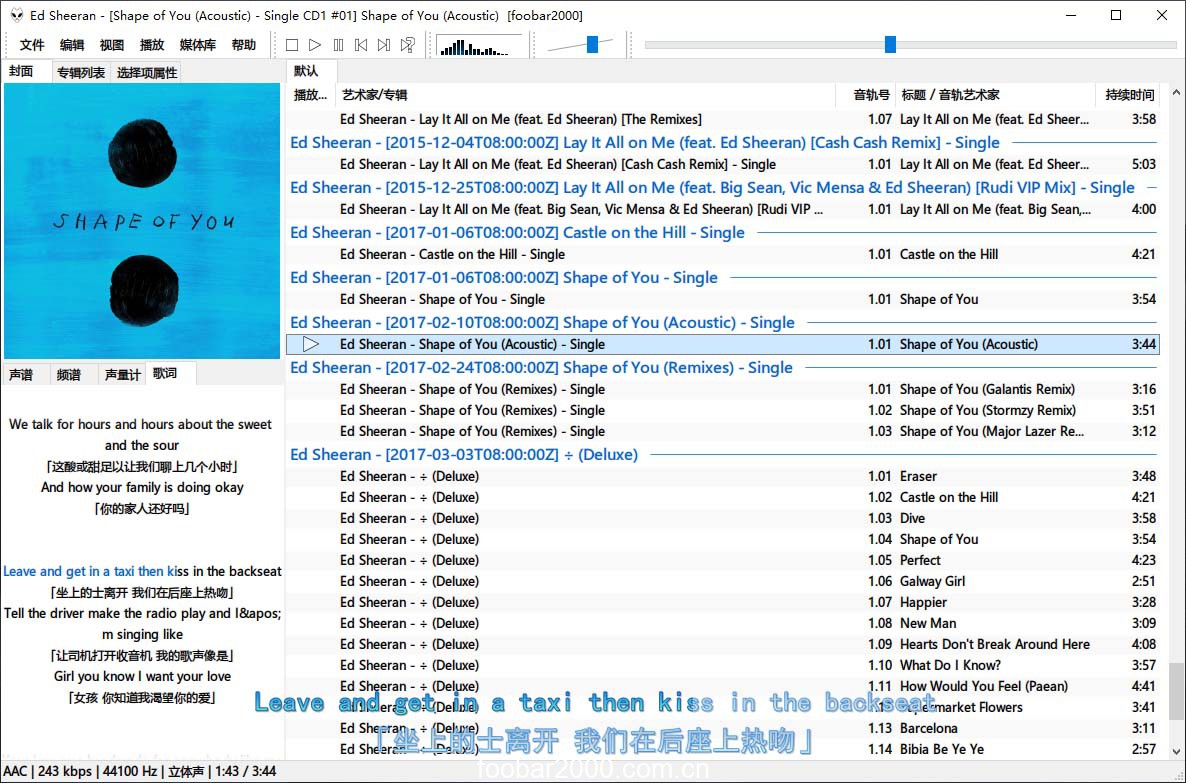 Ed Sheeran - [Shape of You (Acoustic) - Single CD1 #01] Shape of You (Acoustic)  [foobar2000]
文件 编辑 视图 播放 媒体库 帮助
封面 专辑列表 选择项属性
SHAPE OF YOU
声谱 频谱 声量计 歌词
We talk for hours and hours about the sweet
and the sour
「这酸或甜足以让我们聊上几个小时」
And how your family is doing okay
「你的家人还好吗」
Leave and get in a taxi then kiss in the backseat
「坐上的士离开 我们在后座上热吻」
Tell the driver make the radio play and I&apos;
m singing like
「让司机打开收音机 我的歌声像是」
Girl you know I want your love
「女孩 你知道我渴望你的爱」
默认
播放... 艺术家/专辑 音轨号 标题 / 音轨艺术家 持续时间
Ed Sheeran - Lay It All on Me (feat. Ed Sheeran) [The Remixes] 1.07 Lay It All on Me (feat. Ed Sheer... 3:58
Ed Sheeran - [2015-12-04T08:00:00Z] Lay It All on Me (feat. Ed Sheeran) [Cash Cash Remix] - Single
Ed Sheeran - Lay It All on Me (feat. Ed Sheeran) [Cash Cash Remix] - Single 1.01 Lay It All on Me (feat. Ed Sheer... 5:03
Ed Sheeran - [2015-12-25T08:00:00Z] Lay It All on Me (feat. Big Sean, Vic Mensa & Ed Sheeran) [Rudi VIP Mix] - Single
Ed Sheeran - Lay It All on Me (feat. Big Sean, Vic Mensa & Ed Sheeran) [Rudi VIP ... 1.01 Lay It All on Me (feat. Big Sean,... 4:00
Ed Sheeran - [2017-01-06T08:00:00Z] Castle on the Hill - Single
Ed Sheeran - Castle on the Hill - Single 1.01 Castle on the Hill 4:21
Ed Sheeran - [2017-01-06T08:00:00Z] Shape of You - Single
Ed Sheeran - Shape of You - Single 1.01 Shape of You 3:54
Ed Sheeran - [2017-02-10T08:00:00Z] Shape of You (Acoustic) - Single
Ed Sheeran - Shape of You (Acoustic) - Single 1.01 Shape of You (Acoustic) 3:44
Ed Sheeran - [2017-02-24T08:00:00Z] Shape of You (Remixes) - Single
Ed Sheeran - Shape of You (Remixes) - Single 1.01 Shape of You (Galantis Remix) 3:16
Ed Sheeran - Shape of You (Remixes) - Single 1.02 Shape of You (Stormzy Remix) 3:51
Ed Sheeran - Shape of You (Remixes) - Single 1.03 Shape of You (Major Lazer Re... 3:12
Ed Sheeran - [2017-03-03T08:00:00Z] ÷ (Deluxe)
Ed Sheeran - ÷ (Deluxe) 1.01 Eraser 3:48
Ed Sheeran - ÷ (Deluxe) 1.02 Castle on the Hill 4:21
Ed Sheeran - ÷ (Deluxe) 1.03 Dive 3:58
Ed Sheeran - ÷ (Deluxe) 1.04 Shape of You 3:54
Ed Sheeran - ÷ (Deluxe) 1.05 Perfect 4:23
Ed Sheeran - ÷ (Deluxe) 1.06 Galway Girl 2:51
Ed Sheeran - ÷ (Deluxe) 1.07 Happier 3:28
Ed Sheeran - ÷ (Deluxe) 1.08 New Man 3:09
Ed Sheeran - ÷ (Deluxe) 1.09 Hearts Don't Break Around Here 4:08
Ed Sheeran - ÷ (Deluxe) 1.10 What Do I Know? 3:57
Ed Sheeran - ÷ (Deluxe) 1.11 How Would You Feel (Paean) 4:41
Leave and get in a taxi then kiss in the backseat
Ed Sheeran - ÷ (Deluxe) Flowers 3:41
Ed Sheeran - ÷ (Deluxe) 1.13 Barcelona 3:11
「坐上的士离开 我们在后座上热吻」
Ed Sheeran - ÷ (Deluxe) 1.14 Bibia Be Ye Ye 2:57
foobar2000.com.cn
AAC | 243 kbps | 44100 Hz | 立体声 | 1:43 / 3:44